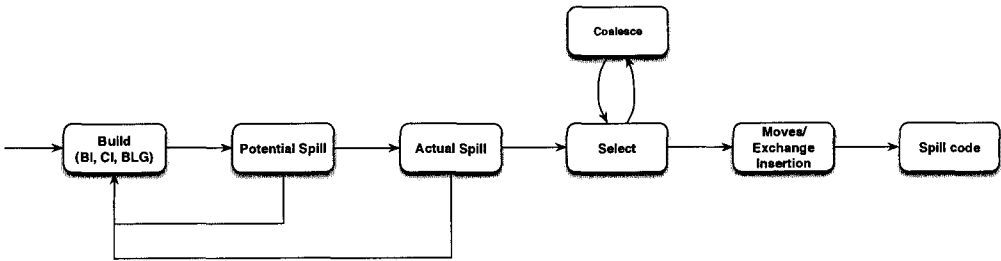 Coalesce
Build
(BI, CI, BLG)
Potential Spill
Actual Spill
Select
Moves/
Exchange
Insertion
Spill code